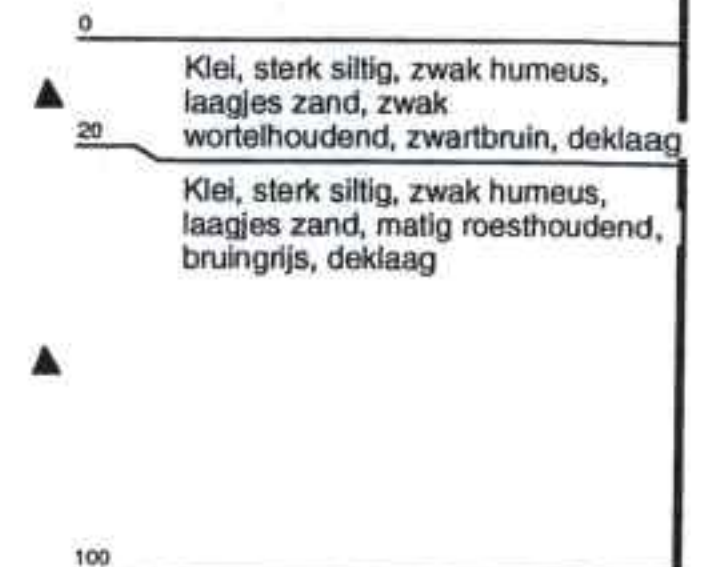 0
Klei, sterk siltig, zwak humeus,
laagjes zand, zwak
20
wortelhoudend, zwartbruin, deklaag
Klei, sterk siltig, zwak humeus,
laagjes zand, matig roesthoudend,
bruingrijs, deklaag
100